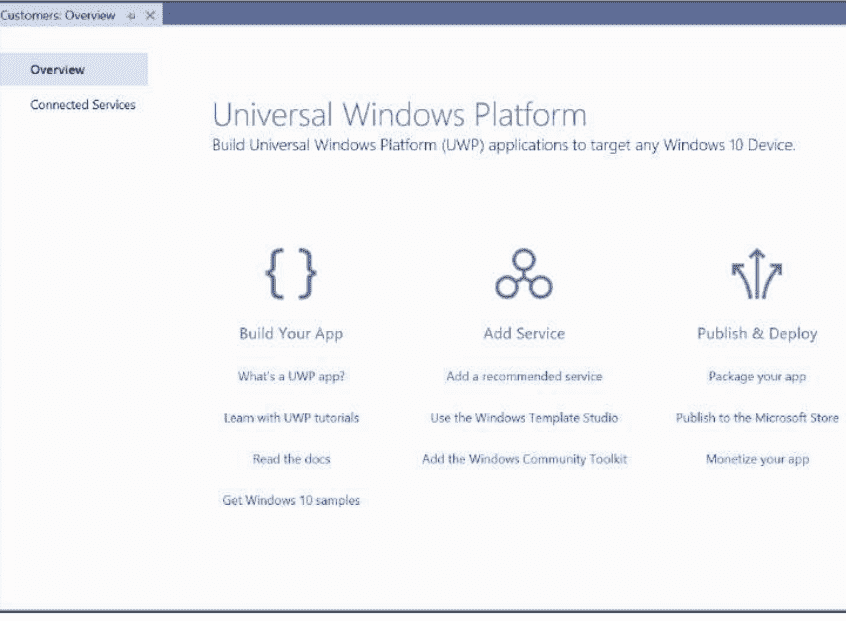 Customers: Overview
Overview
Connected Services
Universal Windows Platform
Build Universal Windows Platform (UWP) applications to target any Windows 10 Device.
Build Your App
What's a UWP app?
Learn with UWP tutorials
Read the docs
Get Windows 10 samples
Add Service
Add a recommended service
Use the Windows Template Studio
Add the Windows Community Toolkit
Publish & Deploy
Package your app
Publish to the Microsoft Store
Monetize your app